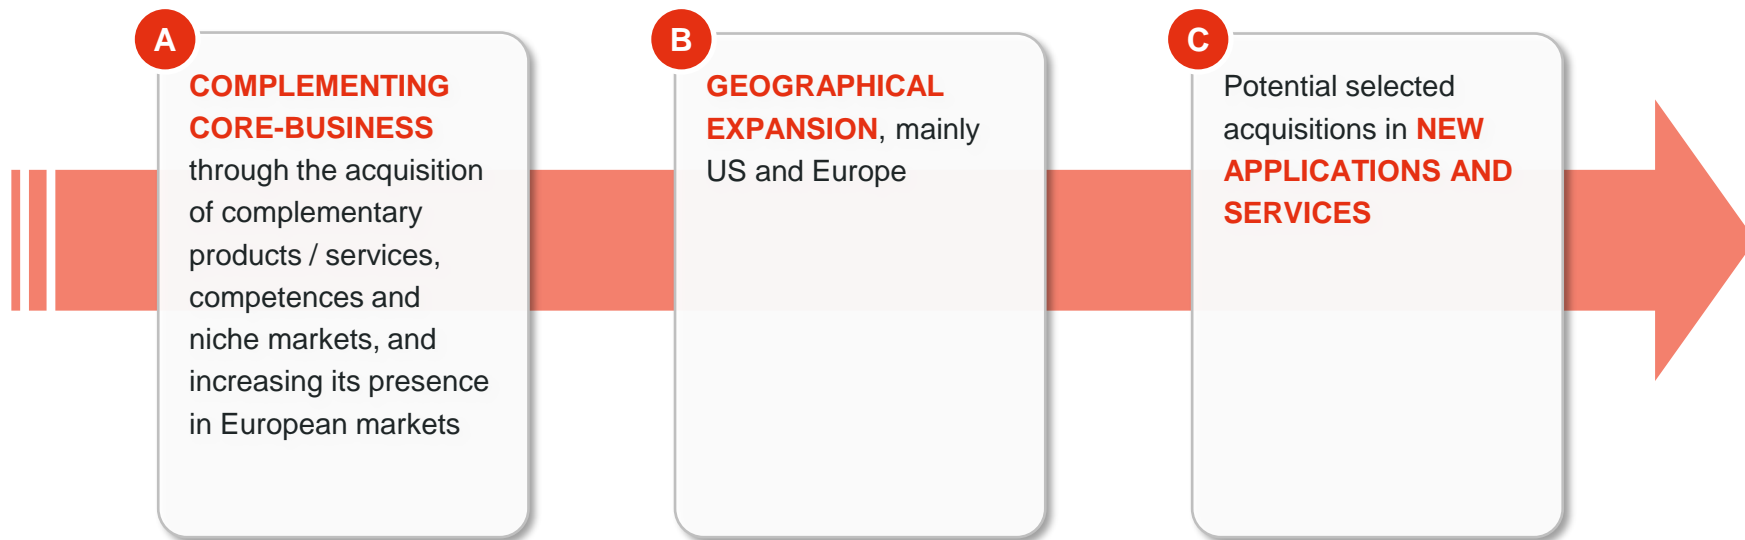 A
COMPLEMENTING
CORE-BUSINESS
through the acquisition
of complementary
products / services,
competences and
niche markets, and
increasing its presence
in European markets
B
GEOGRAPHICAL
EXPANSION, mainly
US and Europe
C
Potential selected
acquisitions in NEW
APPLICATIONS AND
SERVICES